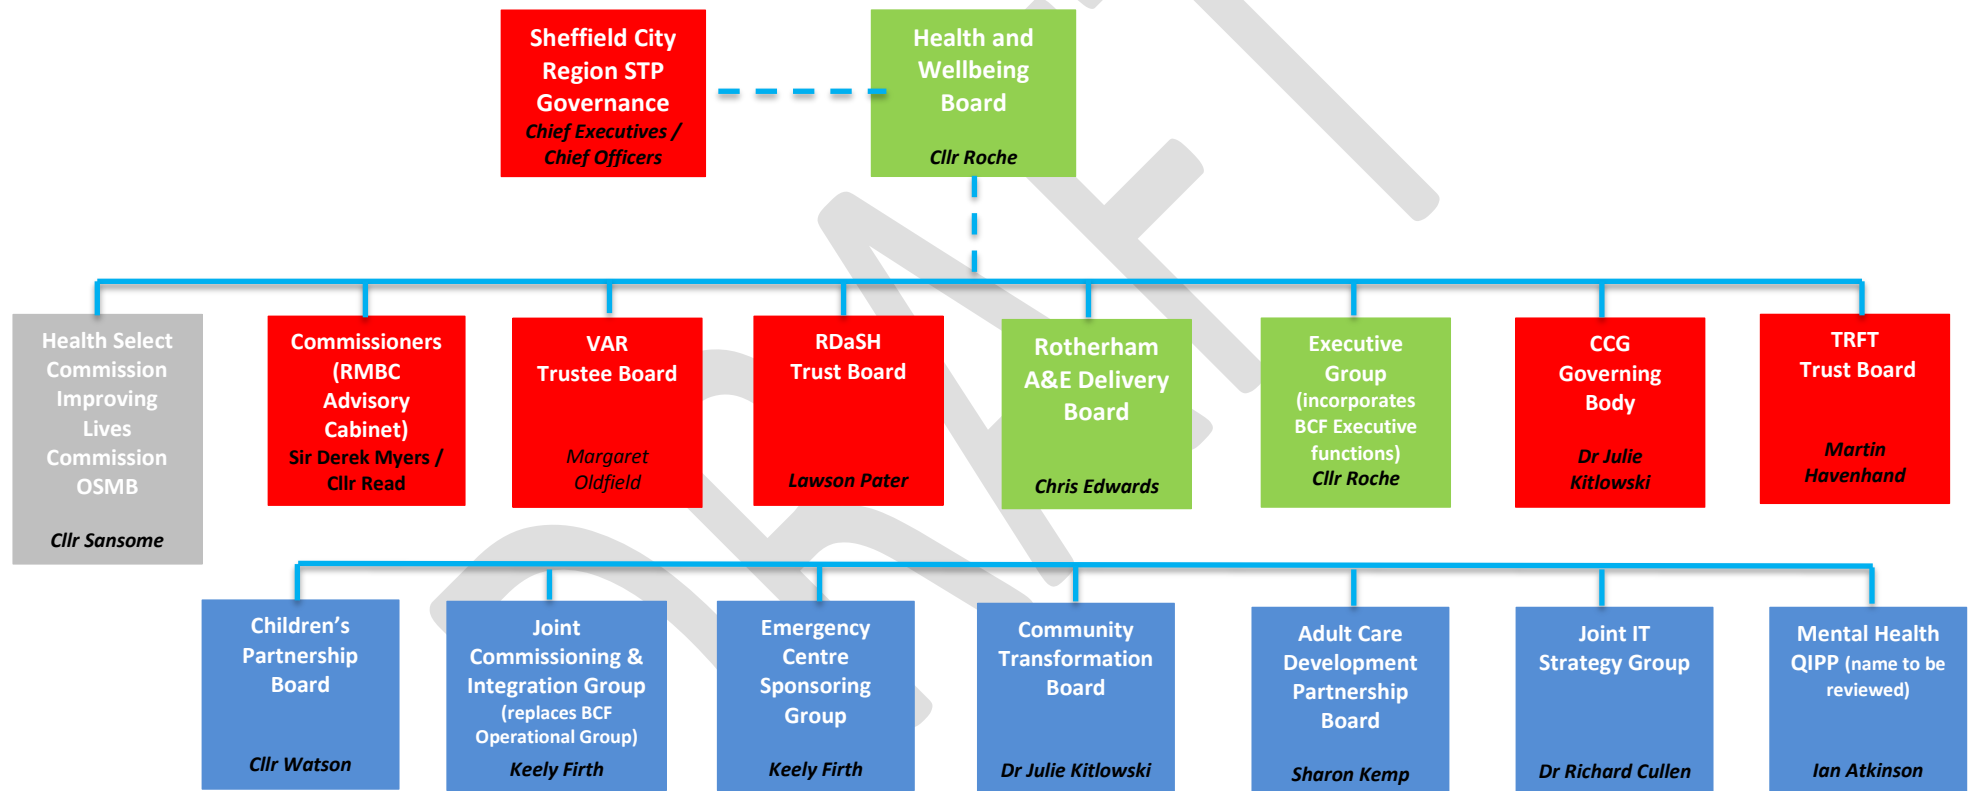 Sheffield City
Region STP
Governance
Chief Executives /
Chief Officers
Health and
Wellbeing
Board
Cllr Roche
Health Select
Commission
Improving
Lives
Commission
OSMB
Cllr Sansome
Commissioners
(RMBC
Advisory
Cabinet)
Sir Derek Myers /
Cllr Read
VAR
Trustee Board
Margaret
Oldfield
RDaSH
Trust Board
Lawson Pater
Rotherham
A&E Delivery
Board
Chris Edwards
Executive
Group
(incorporates
BCF Executive
functions)
Cllr Roche
CCG
Governing
Body
Dr Julie
Kitlowski
TRFT
Trust Board
Martin
Havenhand
Children’s
Partnership
Board
Cllr Watson
Joint
Commissioning &
Integration Group
(replaces BCF
Operational Group)
Keely Firth
Emergency
Centre
Sponsoring
Group
Keely Firth
Community
Transformation
Board
Dr Julie Kitlowski
Adult Care
Development
Partnership
Board
Sharon Kemp
Joint IT
Strategy Group
Dr Richard Cullen
Mental Health
QIPP (name to be
reviewed)
Ian Atkinson
DRAFT